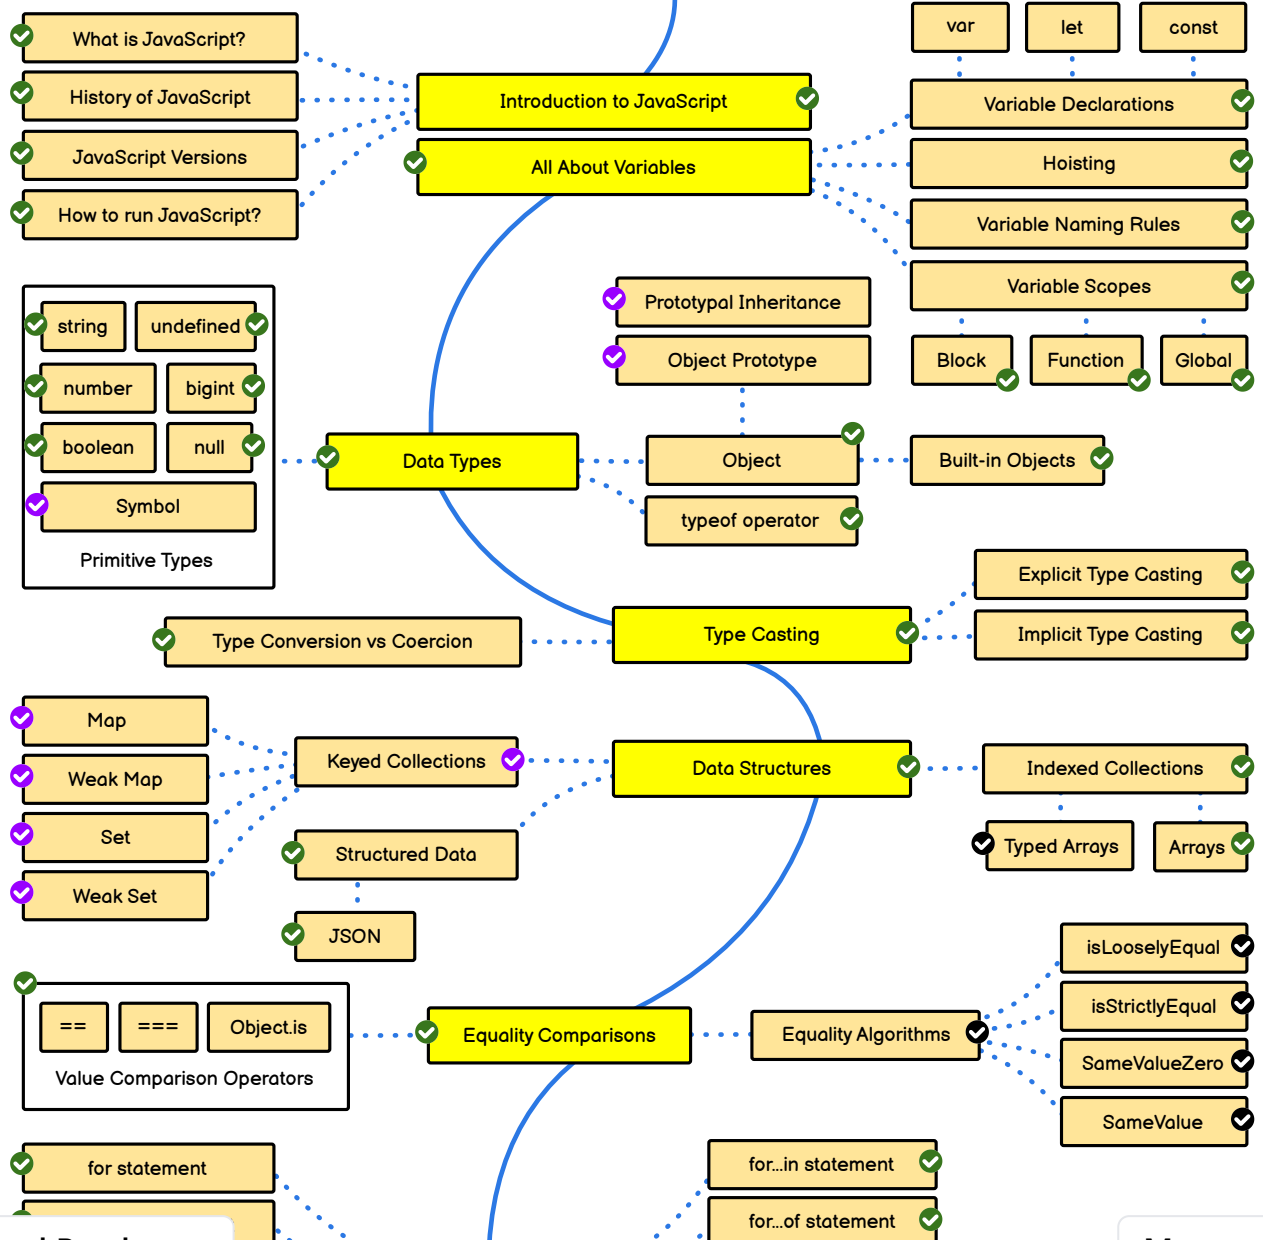 What is JavaScript?
History of JavaScript
JavaScript Versions
How to run JavaScript?
Introduction to JavaScript
All About Variables
var
let
const
Variable Declarations
Hoisting
Variable Naming Rules
Variable Scopes
Block
Function
Global
string
undefined
number
bigint
boolean
null
Symbol
Primitive Types
Prototypal Inheritance
Object Prototype
Data Types
Object
Built-in Objects
typeof operator
Explicit Type Casting
Implicit Type Casting
Type Casting
Type Conversion vs Coercion
Map
Weak Map
Set
Weak Set
Keyed Collections
Structured Data
JSON
Data Structures
Indexed Collections
Typed Arrays
Arrays
==
===
Object.is
Value Comparison Operators
Equality Comparisons
Equality Algorithms
isLooselyEqual
isStrictlyEqual
SameValueZero
SameValue
for statement
for...in statement
for...of statement